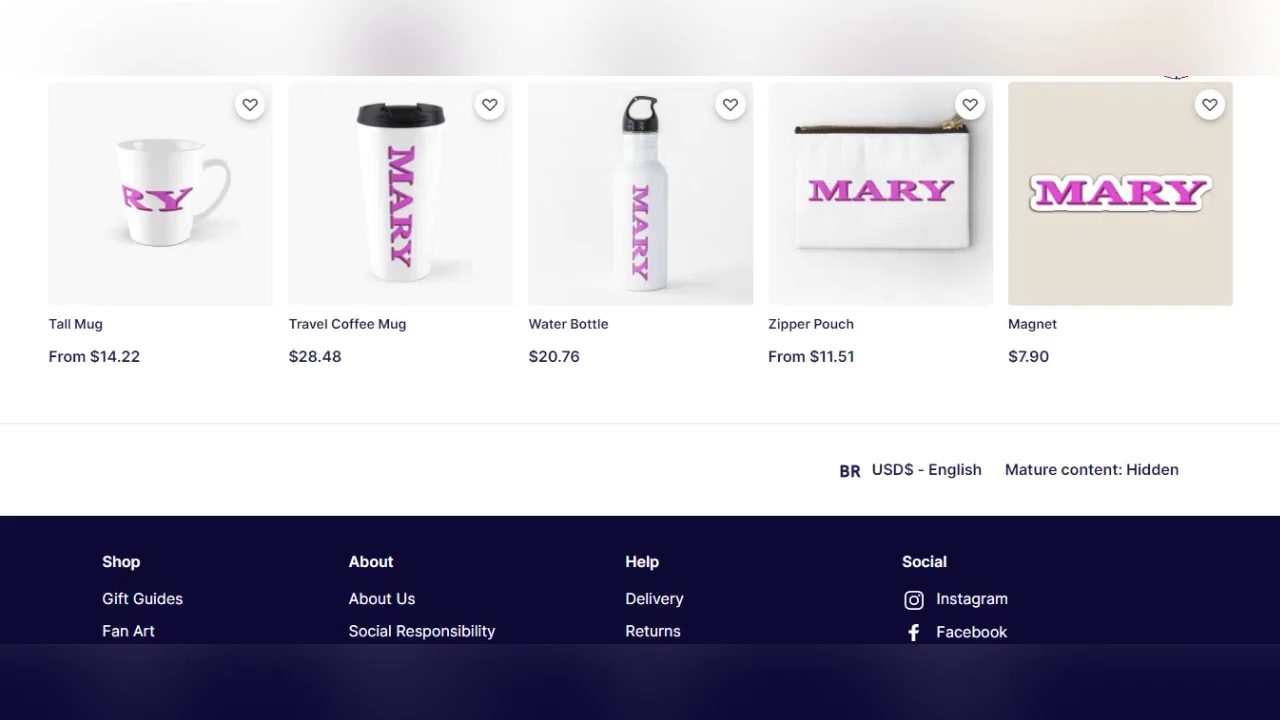 RY
MARY
MARY
MARY
MARY
Tall Mug
Travel Coffee Mug
Water Bottle
Zipper Pouch
Magnet
From $14.22
$28.48
$20.76
From $11.51
$7.90
BR USD$ - English Mature content: Hidden
Shop
About
Help
Social
Gift Guides
About Us
Delivery
Instagram
Fan Art
Social Responsibility
Returns
Facebook